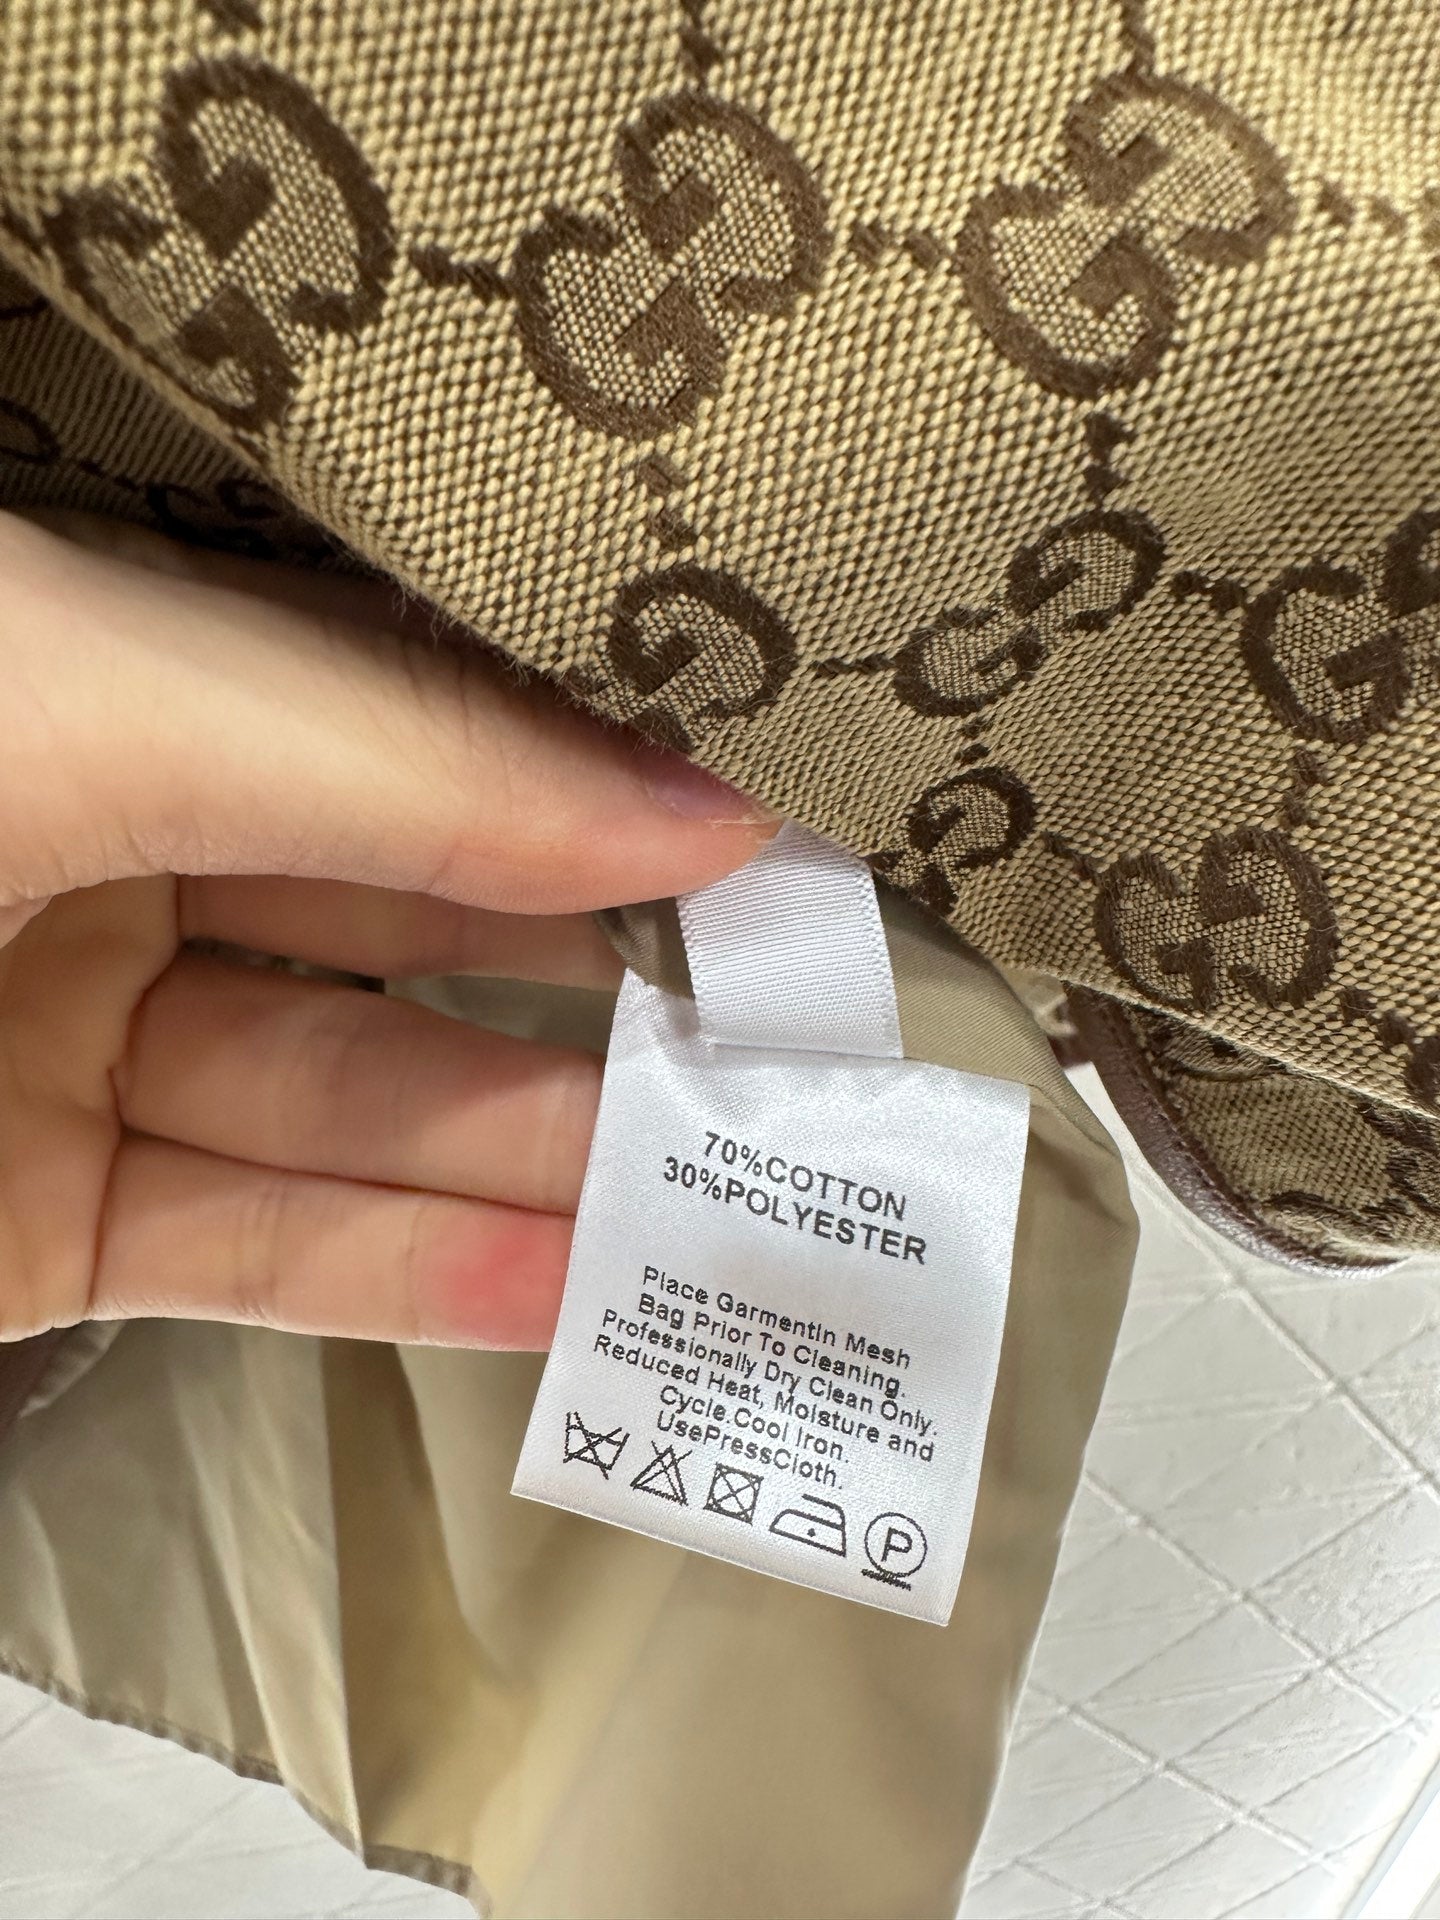 70%COTTON
30%POLYESTER
Place GarmentIn Mesh
Bag Prior To Cleaning.
Professionally Dry Clean Only.
Reduced Heat, Moisture and
Cycle.Cool Iron.
UsePressCloth.
P